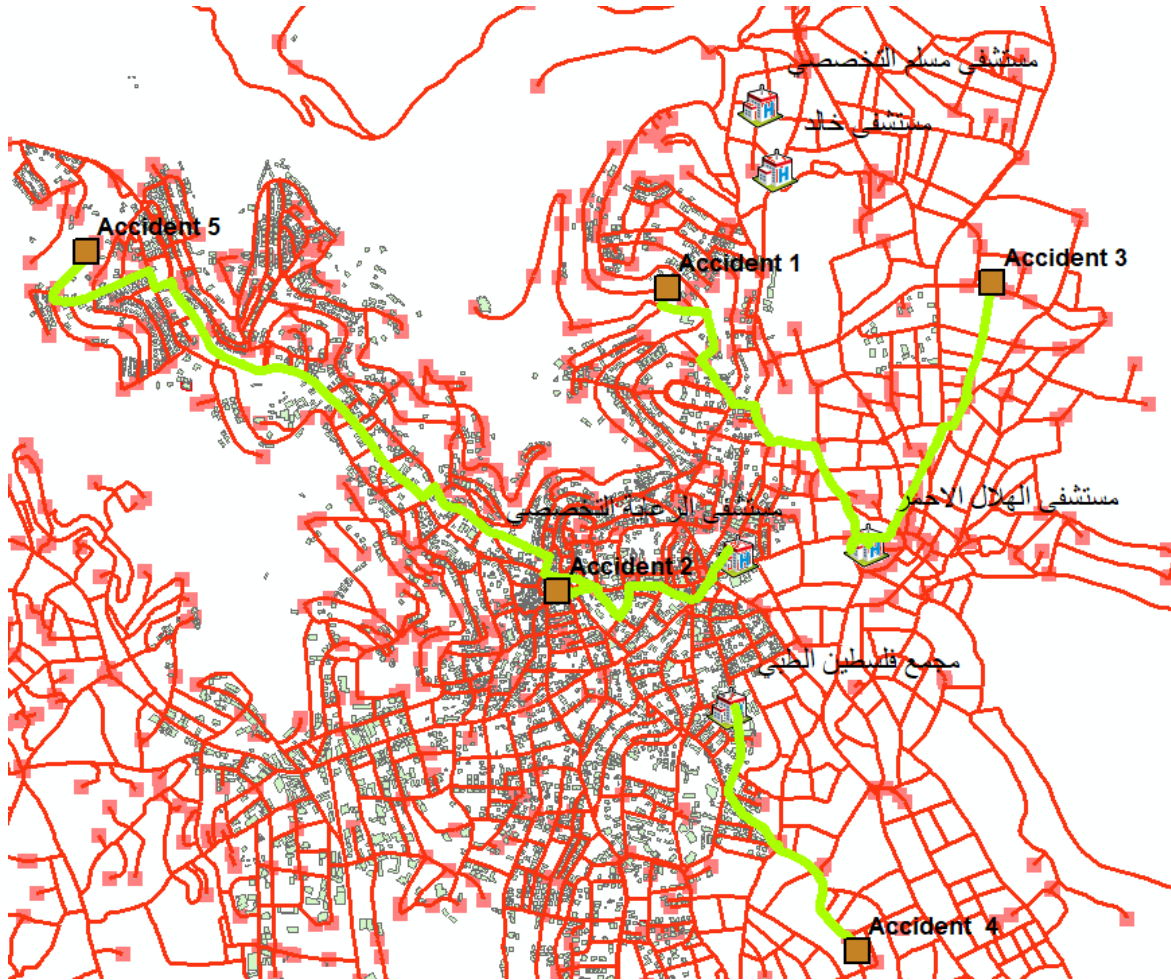 مستشفى مسلم التخصصي
مستشفى خالد
Accident 5
Accident 1
Accident 3
مستشفى الهلال الاحمر
مستشفى الرعاية التخصصي
Accident 2
مجمع فلسطين الطبي
Accident 4